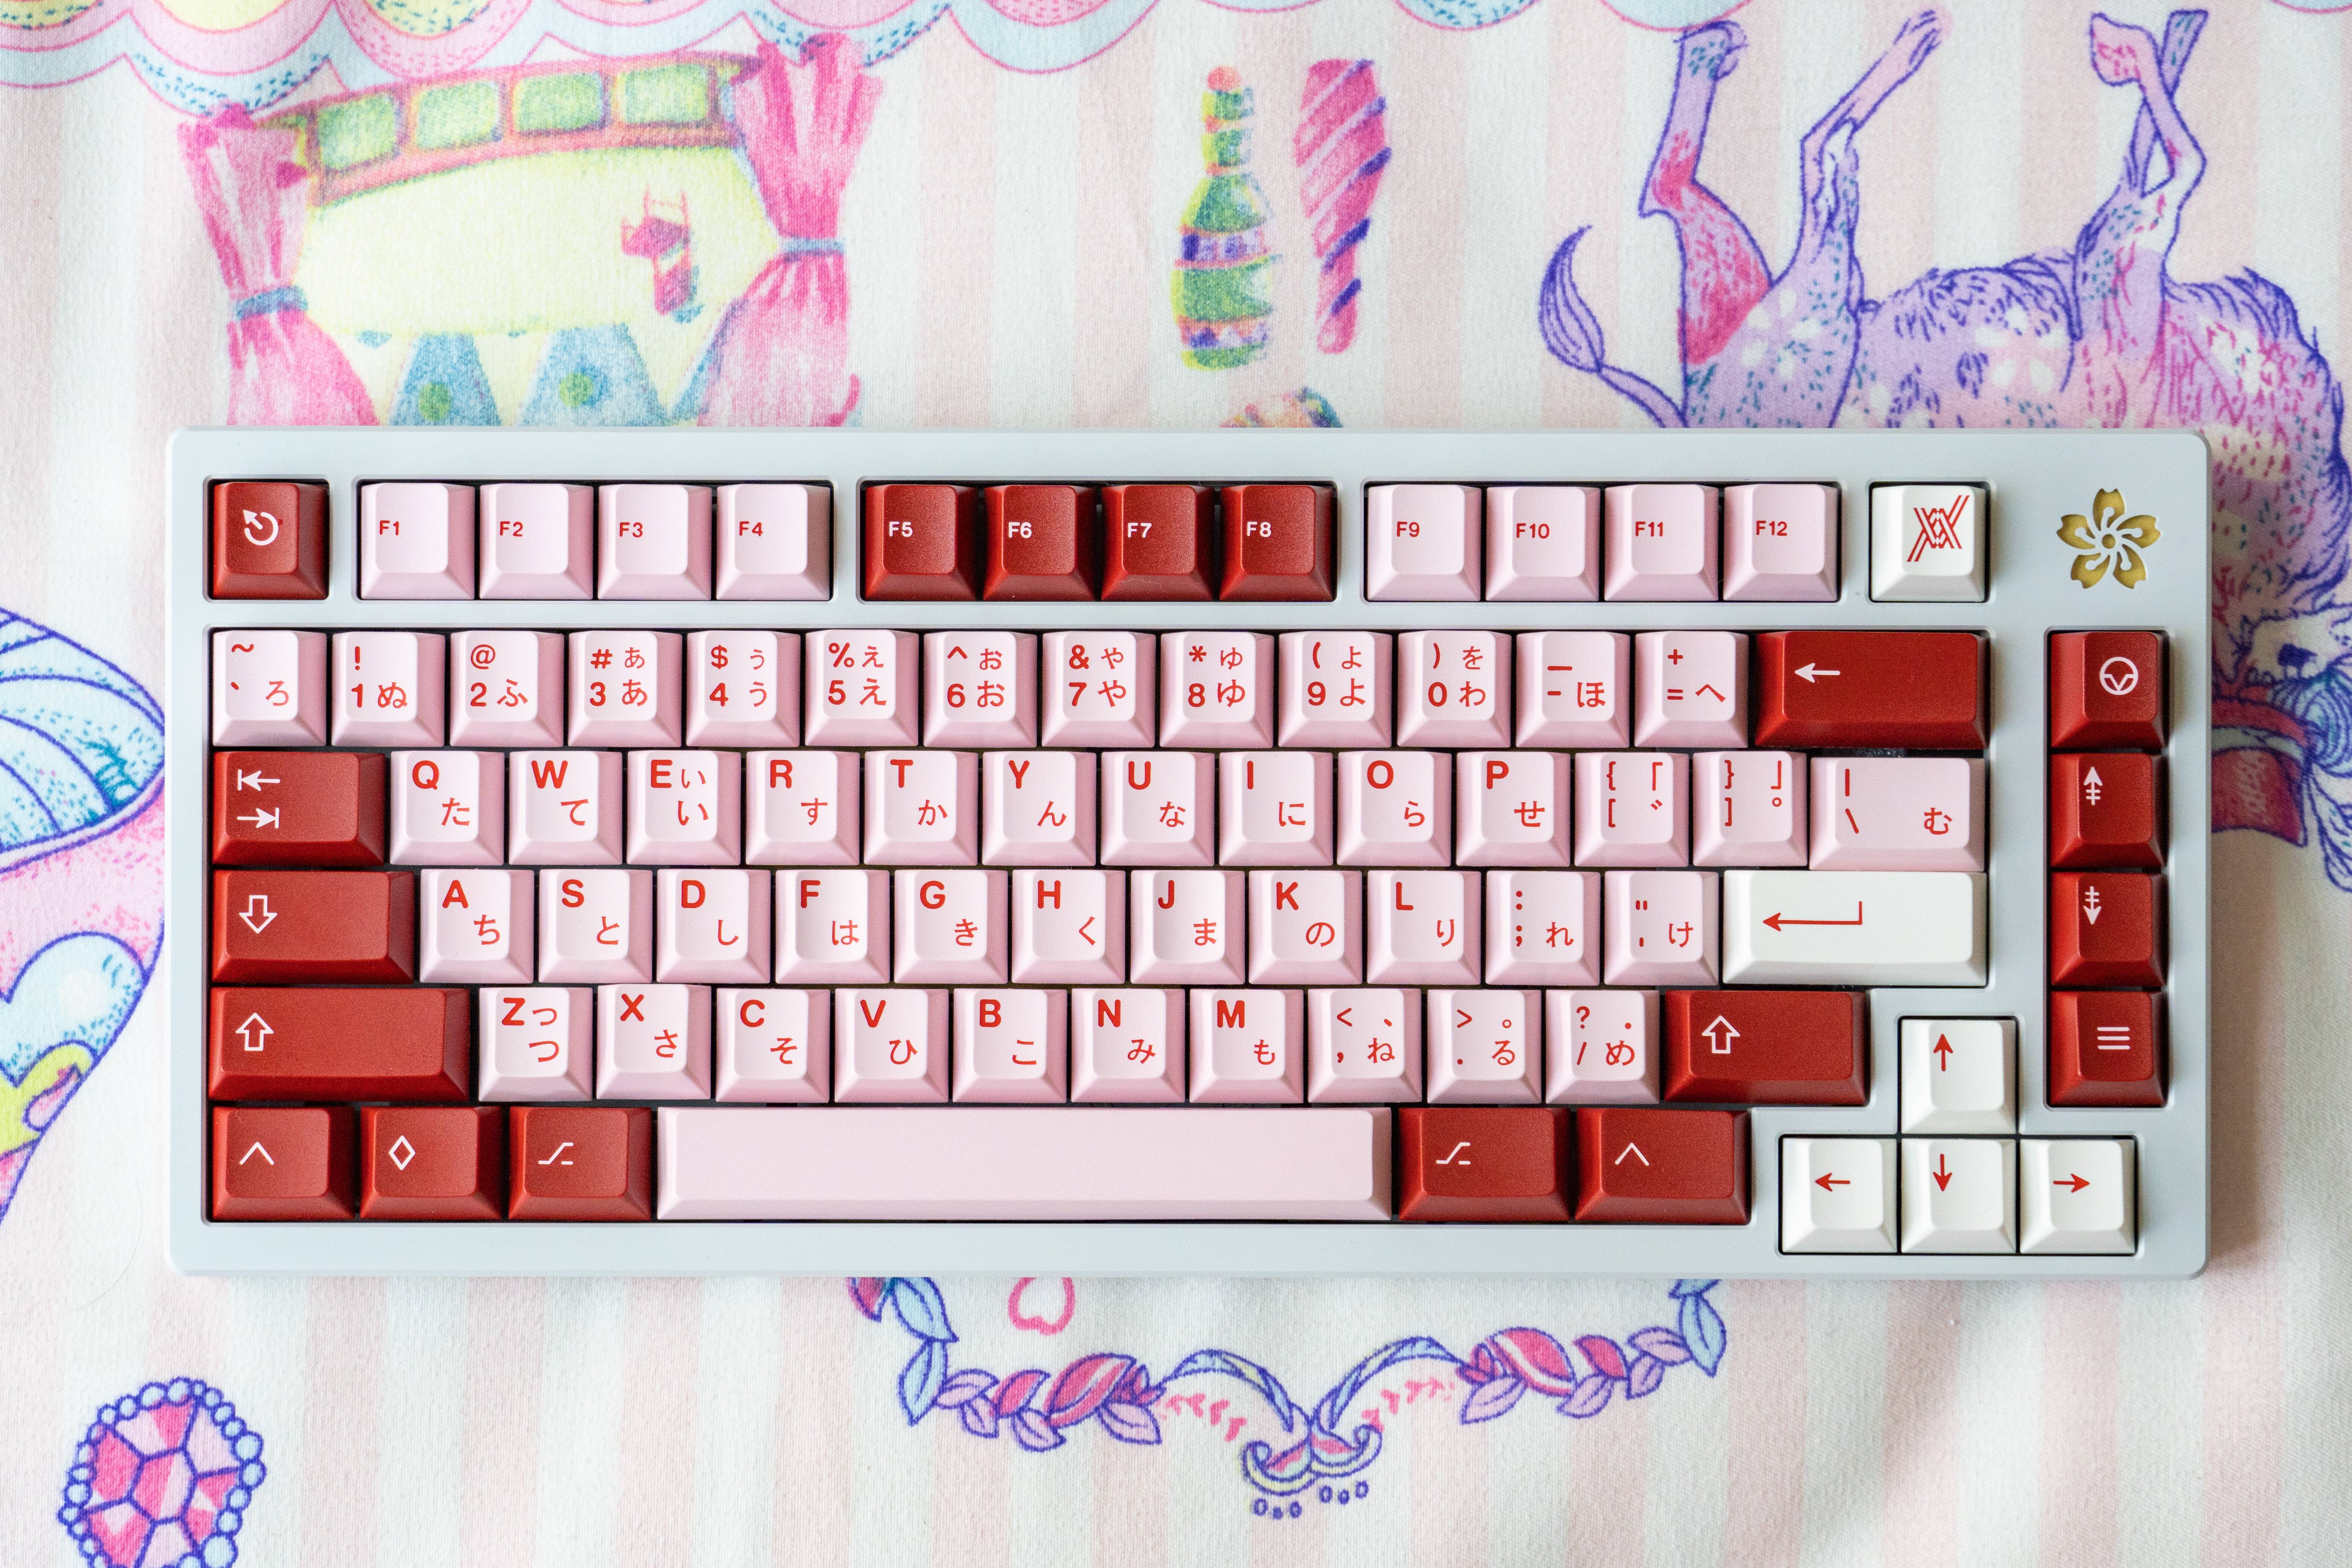 F1 F2 F3 F4 F5 F6 F7 F8 F9 F10 F11 F12
~ ! @ # ぁ $ ぅ % ぇ ^ ぉ & ゃ * ゅ ( ょ ) を _ +
` ろ 1 ぬ 2 ふ 3 あ 4 う 5 え 6 お 7 や 8 ゆ 9 よ 0 わ - ほ = へ
Q W E ぃ R T Y U I O P { 「 } 」 |
た て い す か ん な に ら せ [ ゛ ] ゜ \ む
A S D F G H J K L : "
ち と し は き く ま の り ; れ ' け
Z っ X C V B N M < 、 > 。 ? ・
つ さ そ ひ こ み も , ね . る / め